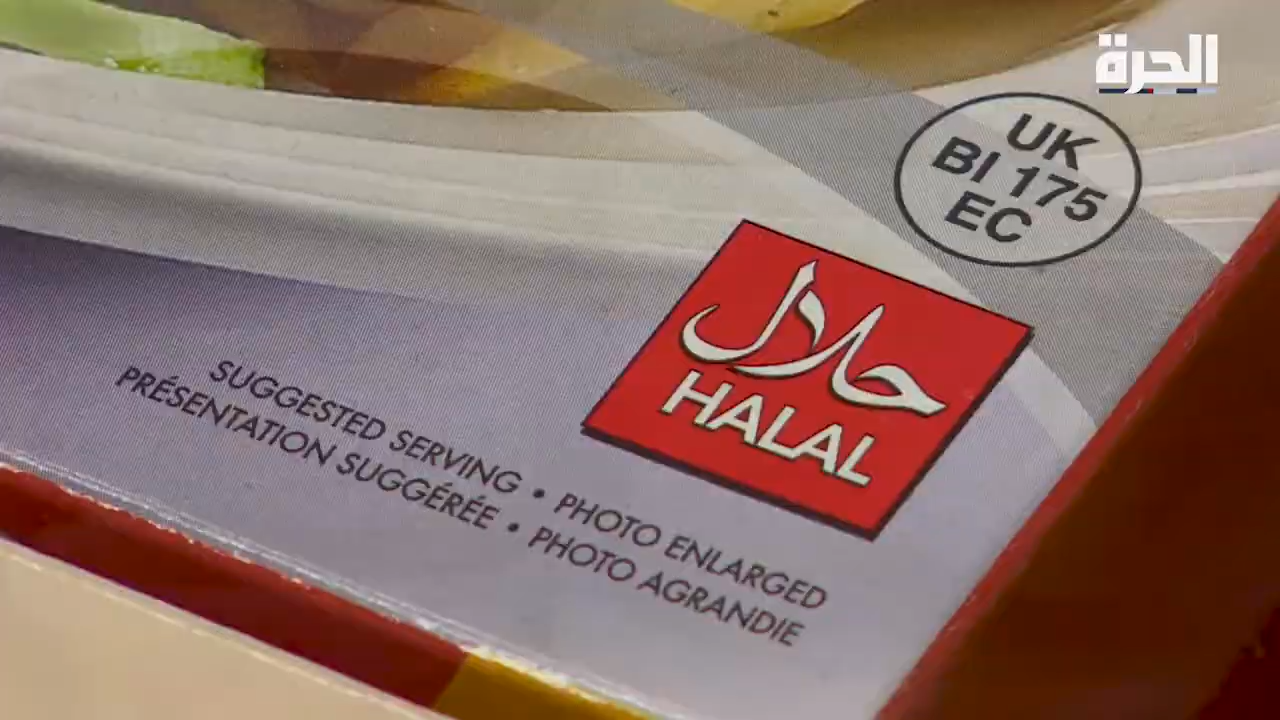 الحرة
UK
BI 175
EC
حلال
HALAL
SUGGESTED SERVING • PHOTO ENLARGED
PRÉSENTATION SUGGÉRÉE • PHOTO AGRANDIE